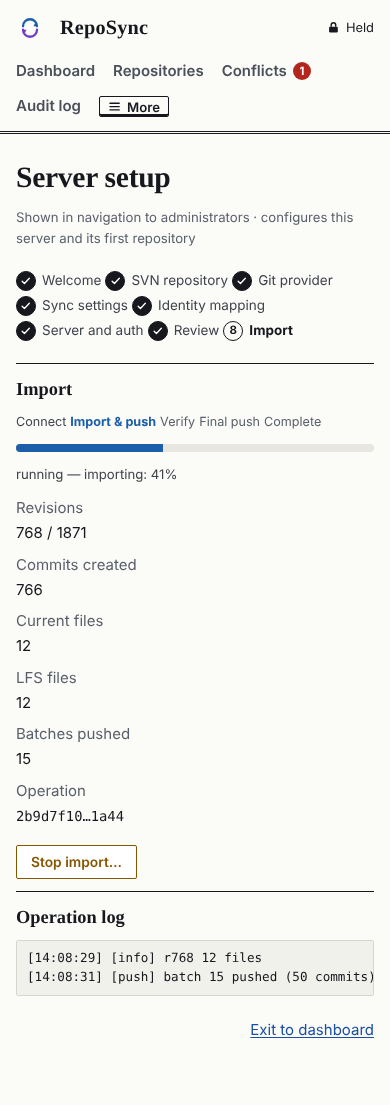 RepoSync
Held
Dashboard Repositories Conflicts 1
Audit log More
Server setup
Shown in navigation to administrators · configures this
server and its first repository
Welcome SVN repository Git provider
Sync settings Identity mapping
Server and auth Review 8 Import
Import
Connect Import & push Verify Final push Complete
running — importing: 41%
Revisions
768 / 1871
Commits created
766
Current files
12
LFS files
12
Batches pushed
15
Operation
2b9d7f10…1a44
Stop import…
Operation log
[14:08:29] [info] r768 12 files
[14:08:31] [push] batch 15 pushed (50 commits)
Exit to dashboard